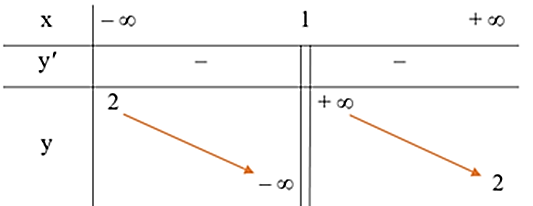 x − ∞ 1 + ∞
y′ − −
2 + ∞
y
− ∞ 2